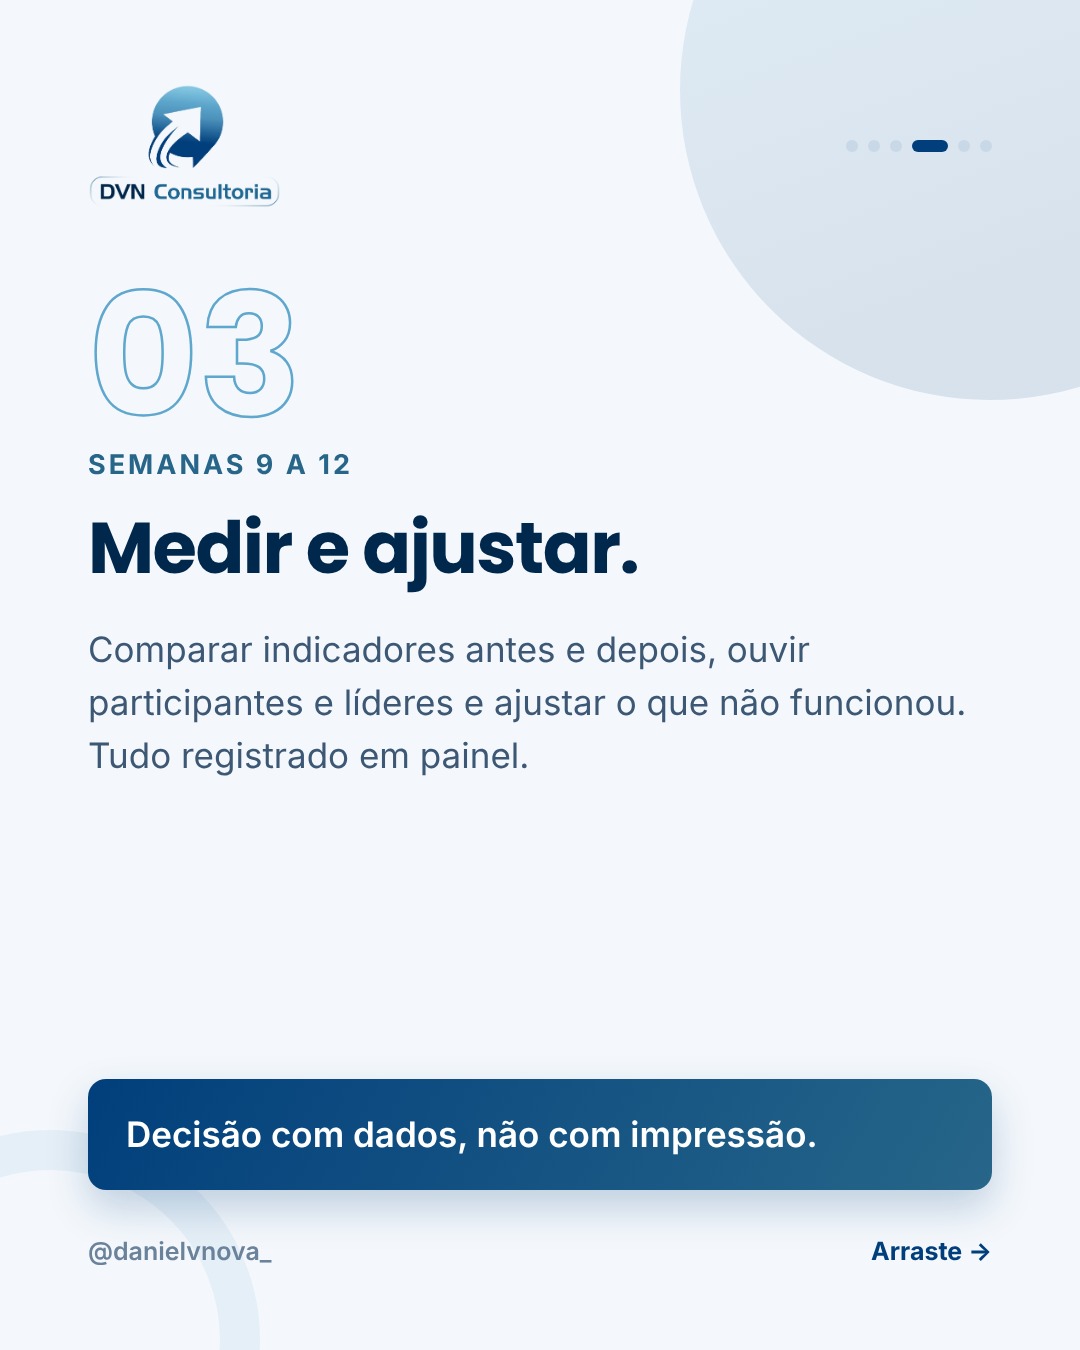 DVN Consultoria
03
SEMANAS 9 A 12
Medir e ajustar.
Comparar indicadores antes e depois, ouvir
participantes e líderes e ajustar o que não funcionou.
Tudo registrado em painel.
Decisão com dados, não com impressão.
@danielvnova_
Arraste →